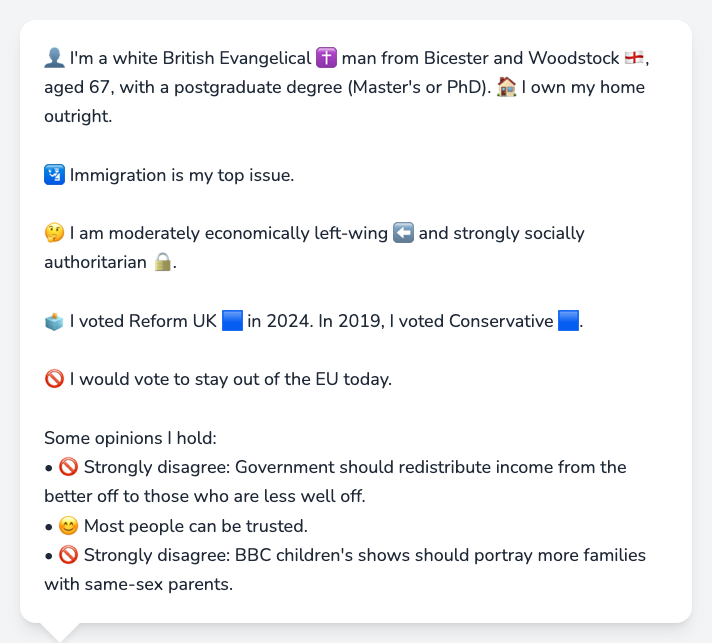 👤 I'm a white British Evangelical ✝️ man from Bicester and Woodstock 🏴󠁧󠁢󠁥󠁮󠁧󠁿,
aged 67, with a postgraduate degree (Master's or PhD). 🏠 I own my home
outright.
🛂 Immigration is my top issue.
🤔 I am moderately economically left-wing ⬅️ and strongly socially
authoritarian 🔒.
🗳️ I voted Reform UK 🟦 in 2024. In 2019, I voted Conservative 🟦.
🚫 I would vote to stay out of the EU today.
Some opinions I hold:
• 🚫 Strongly disagree: Government should redistribute income from the
better off to those who are less well off.
• 😊 Most people can be trusted.
• 🚫 Strongly disagree: BBC children's shows should portray more families
with same-sex parents.